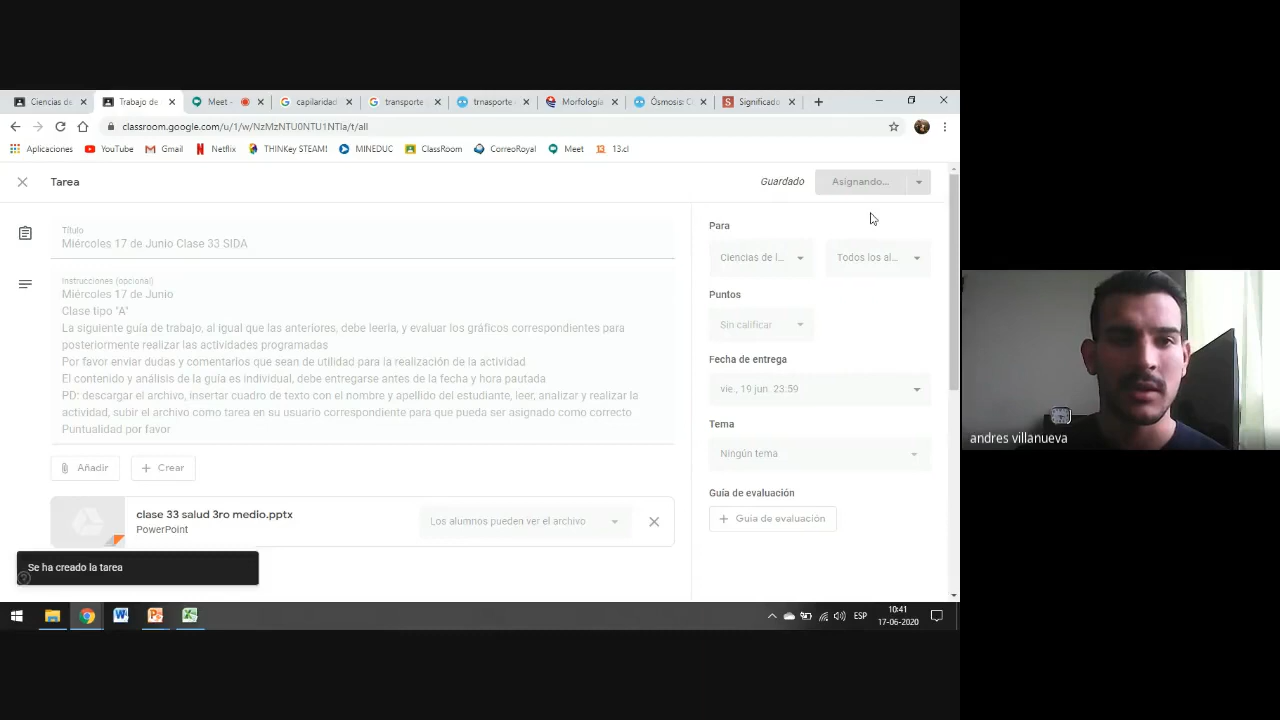 Ciencias de
Trabajo de
Meet -
capilaridad
transporte
trnasporte
Morfología
Ósmosis: C
Significado
classroom.google.com/u/1/w/NzMzNTU0NTU1NTIa/t/all
Aplicaciones
YouTube
Gmail
Netflix
THINKey STEAM!
MINEDUC
ClassRoom
CorreoRoyal
Meet
13.cl
Tarea
Guardado
Asignando...
Título
Miércoles 17 de Junio Clase 33 SIDA
Instrucciones (opcional)
Miércoles 17 de Junio
Clase tipo "A"
La siguiente guía de trabajo, al igual que las anteriores, debe leerla, y evaluar los gráficos correspondientes para
posteriormente realizar las actividades programadas
Por favor enviar dudas y comentarios que sean de utilidad para la realización de la actividad
El contenido y análisis de la guía es individual, debe entregarse antes de la fecha y hora pautada
PD: descargar el archivo, insertar cuadro de texto con el nombre y apellido del estudiante, leer, analizar y realizar la
actividad, subir el archivo como tarea en su usuario correspondiente para que pueda ser asignado como correcto
Puntualidad por favor
Añadir
Crear
clase 33 salud 3ro medio.pptx
PowerPoint
Los alumnos pueden ver el archivo
Se ha creado la tarea
Para
Ciencias de l...
Todos los al...
Puntos
Sin calificar
Fecha de entrega
vie., 19 jun. 23:59
Tema
Ningún tema
Guía de evaluación
Guía de evaluación
ESP
10:41
17-06-2020
andres villanueva